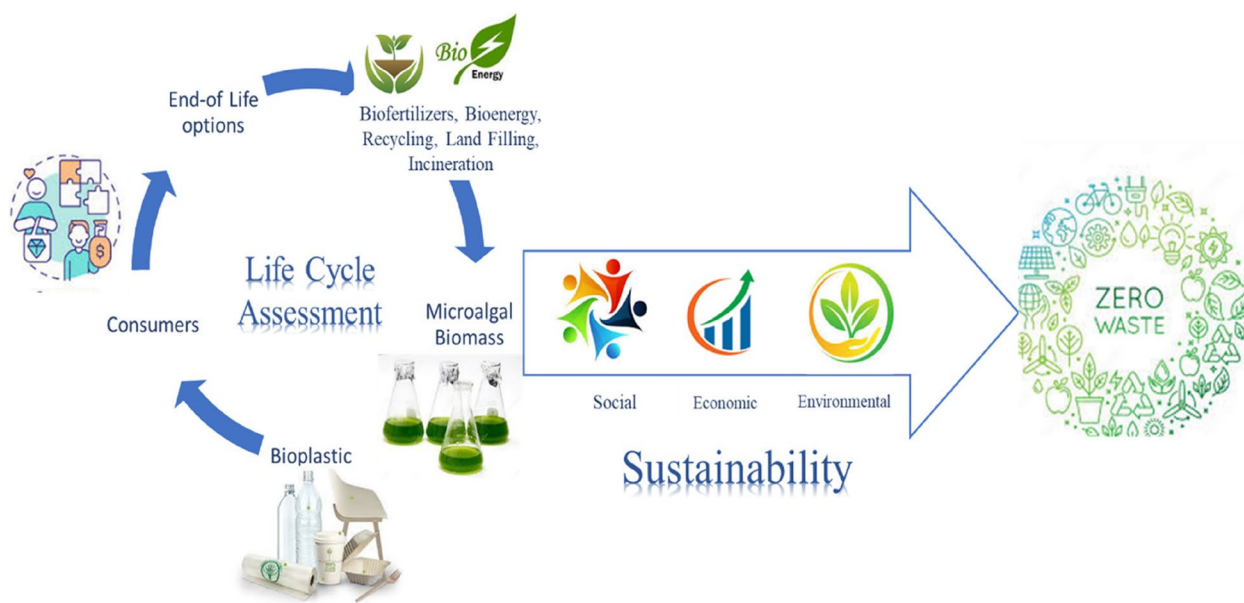 Bio
Energy
End-of Life
options
Biofertilizers, Bioenergy,
Recycling, Land Filling,
Incineration
Life Cycle
Assessment
Consumers
Microalgal
Biomass
Bioplastic
Social
Economic
Environmental
Sustainability
ZERO
WASTE